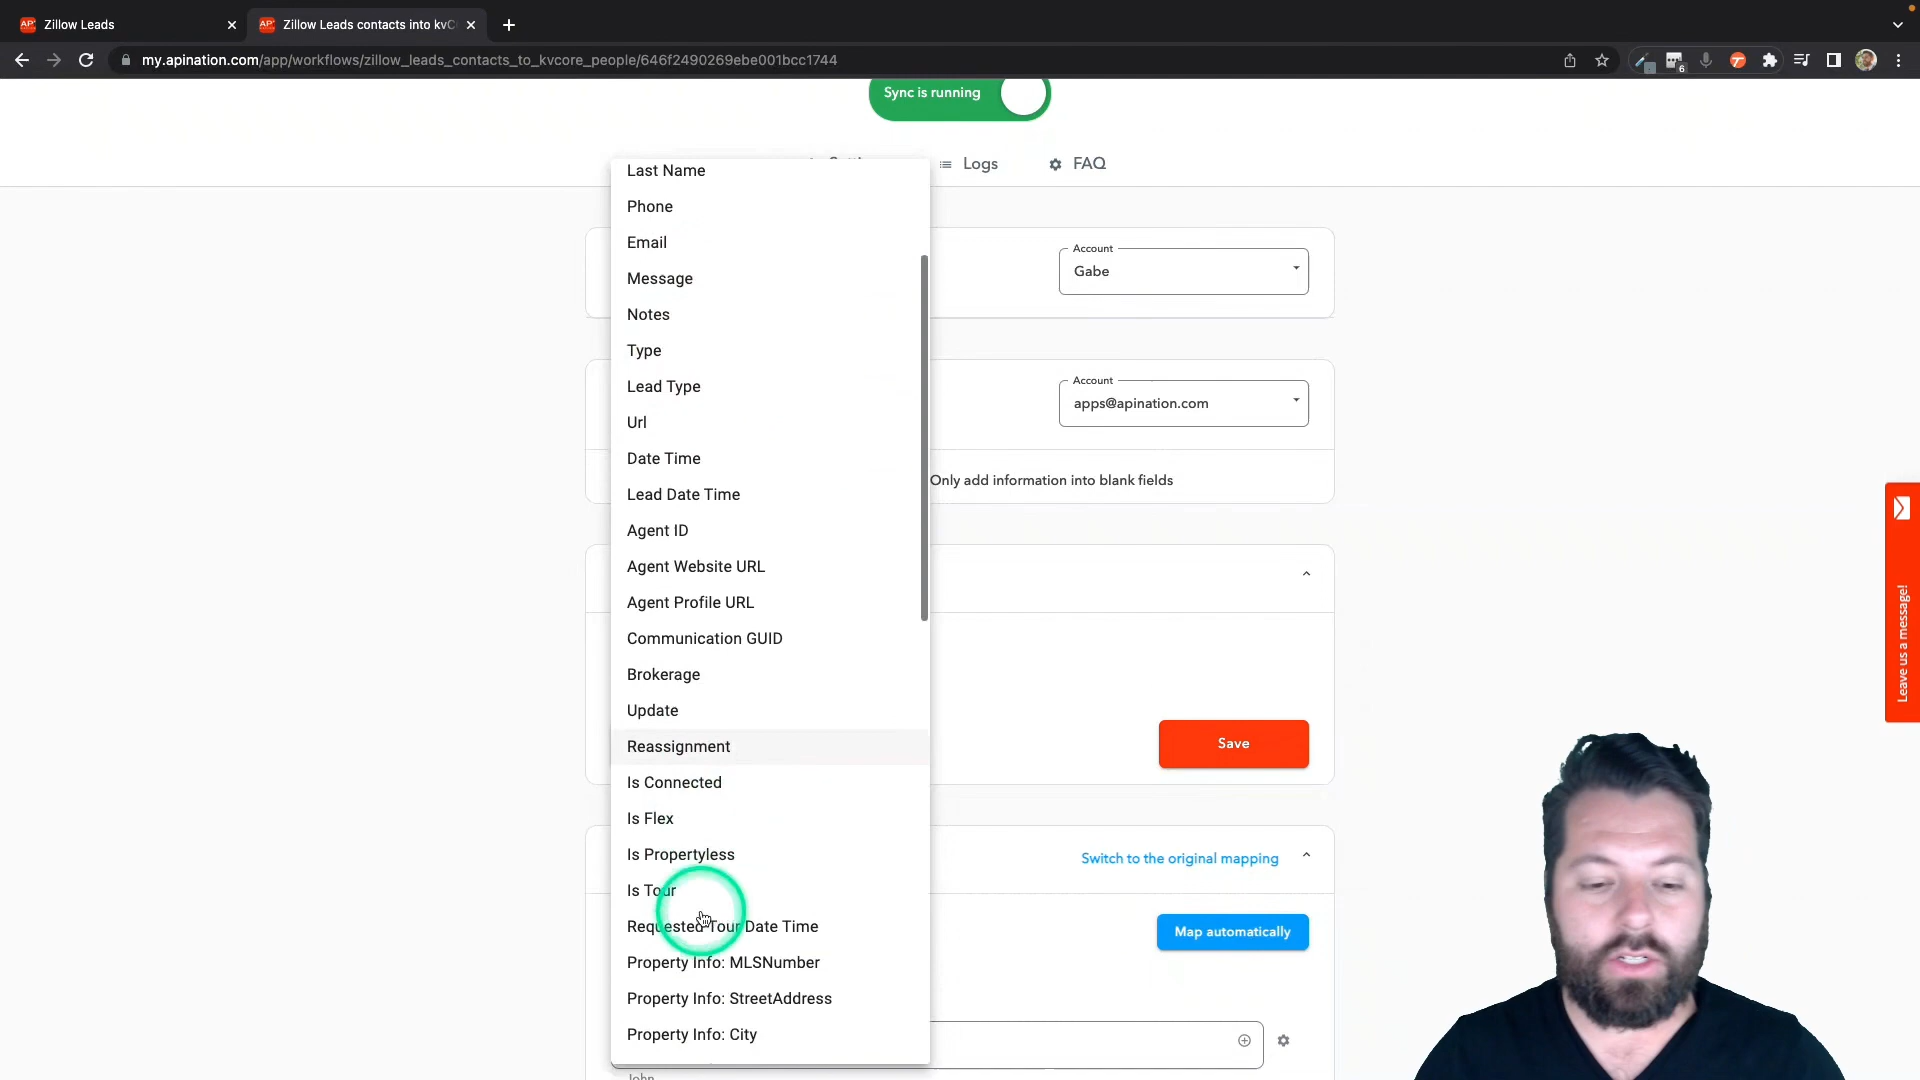 Zillow Leads
Zillow Leads contacts into kvC
my.apination.com/app/workflows/zillow_leads_contacts_to_kvcore_people/646f2490269ebe001bcc1744
6
Sync is running
Logs
FAQ
Last Name
Phone
Email
Message
Notes
Type
Lead Type
Url
Date Time
Lead Date Time
Agent ID
Agent Website URL
Agent Profile URL
Communication GUID
Brokerage
Update
Reassignment
Is Connected
Is Flex
Is Propertyless
Is Tour
Requested Tour Date Time
Property Info: MLSNumber
Property Info: StreetAddress
Property Info: City
Account
Gabe
Account
apps@apination.com
Only add information into blank fields
Save
Switch to the original mapping
Map automatically
John
Leave us a message!